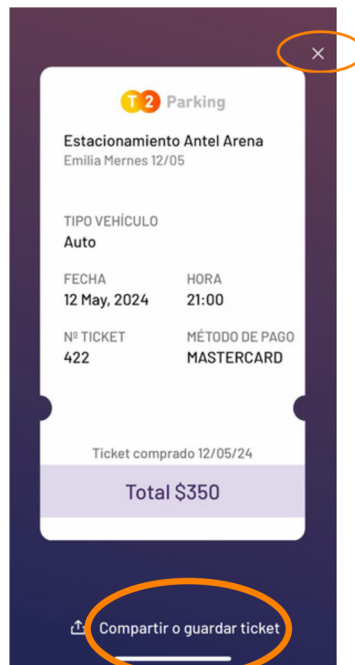 T2 Parking
Estacionamiento Antel Arena
Emilia Mernes 12/05
TIPO VEHÍCULO
Auto
FECHA HORA
12 May, 2024 21:00
Nº TICKET MÉTODO DE PAGO
422 MASTERCARD
Ticket comprado 12/05/24
Total $350
Compartir o guardar ticket